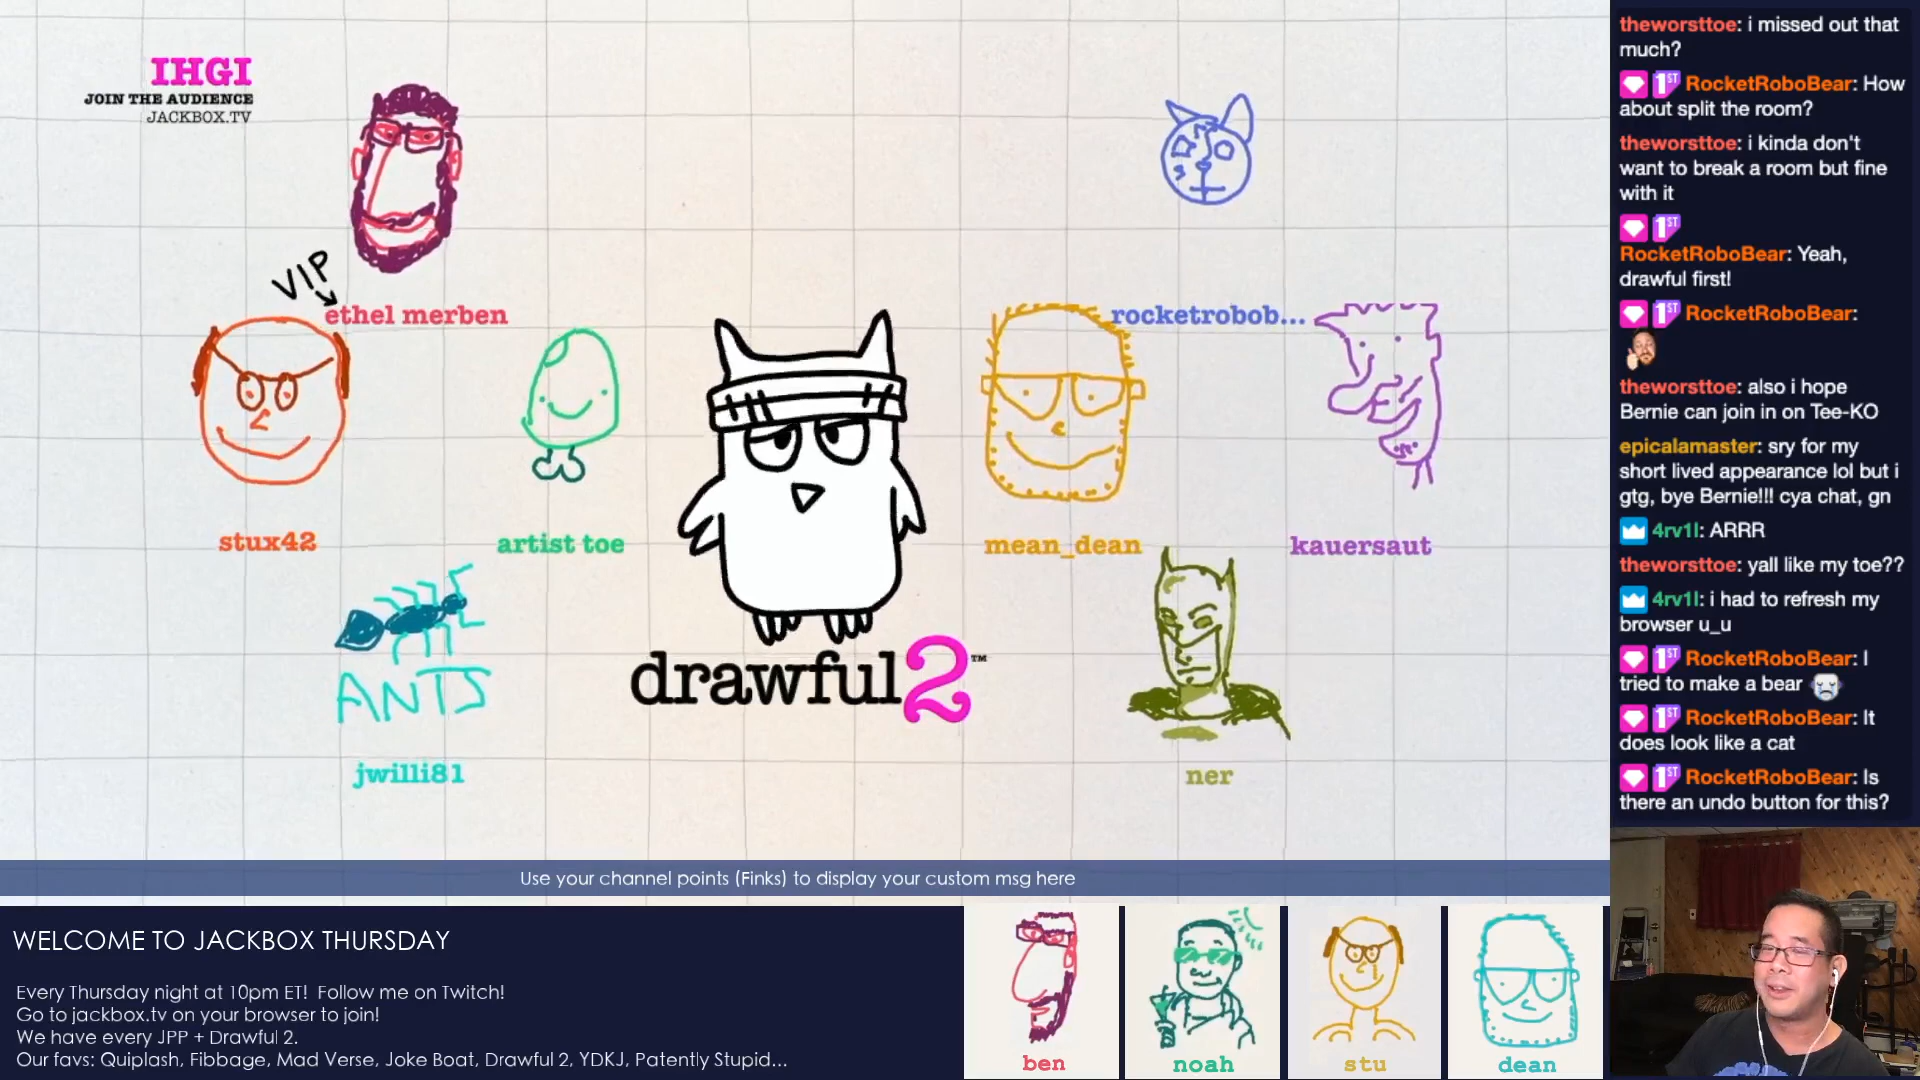 IHGI
JOIN THE AUDIENCE
JACKBOX.TV
VIP
ethel merben
rocketrobob...
stux42
artist toe
mean_dean
kauersaut
ANTS
drawful2™
jwilli81
ner
Use your channel points (Finks) to display your custom msg here
WELCOME TO JACKBOX THURSDAY
Every Thursday night at 10pm ET! Follow me on Twitch!
Go to jackbox.tv on your browser to join!
We have every JPP + Drawful 2.
Our favs: Quiplash, Fibbage, Mad Verse, Joke Boat, Drawful 2, YDKJ, Patently Stupid...
ben
noah
stu
dean
theworsttoe: i missed out that
much?
1ST RocketRoboBear: How
about split the room?
theworsttoe: i kinda don't
want to break a room but fine
with it
1ST
RocketRoboBear: Yeah,
drawful first!
1ST RocketRoboBear:
theworsttoe: also i hope
Bernie can join in on Tee-KO
epicalamaster: sry for my
short lived appearance lol but i
gtg, bye Bernie!!! cya chat, gn
4rv1l: ARRR
theworsttoe: yall like my toe??
4rv1l: i had to refresh my
browser u_u
1ST RocketRoboBear: I
tried to make a bear
1ST RocketRoboBear: It
does look like a cat
1ST RocketRoboBear: Is
there an undo button for this?